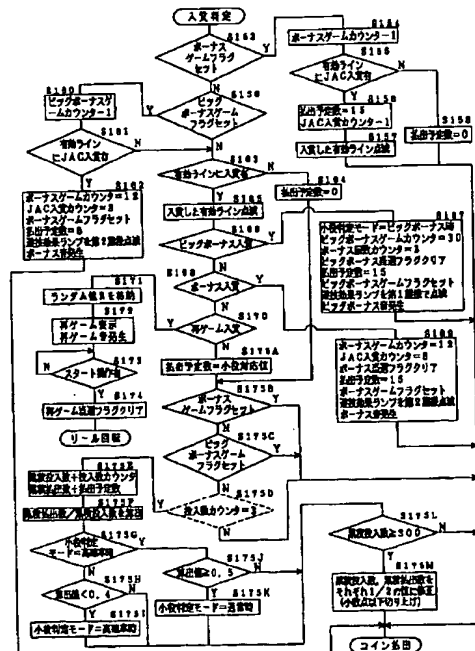 入賞判定
S153
ボーナス
ゲームフラグ
セット
Y
N
S154
ボーナスゲームカウンター1
S155
有効ライン
にJAC入賞有
N
Y
S156
払出予定数=15
JAC入賞カウンター1
S157
入賞した有効ライン点滅
S158
払出予定数=0
S159
ビッグ
ボーナスゲーム
フラグセット
Y
N
S160
ビッグボーナスゲ
ームカウンター1
S161
有効ライン
にJAC入賞有
N
Y
S162
ボーナスゲームカウンタ=12
JAC入賞カウンタ=8
ボーナスゲームフラグセット
払出予定数=6
遊技効果ランプを第2態様点滅
ボーナス音発生
S163
有効ラインに入賞有
N
Y
S164
払出予定数=0
S165
入賞した有効ライン点滅
S166
ビッグボーナス入賞
Y
N
S167
小役判定モード=ビッグボーナス時
ビッグボーナスゲームカウンタ=30
ボーナス回数カウンタ=3
ビッグボーナス当選フラグクリア
払出予定数=15
ビッグボーナスゲームフラグセット
遊技効果ランプを第1態様で点滅
ビッグボーナス音発生
S168
ボーナス入賞
Y
N
S169
ボーナスゲームカウンタ=12
JAC入賞カウンタ=8
ボーナス当選フラグクリア
払出予定数=15
ボーナスゲームフラグセット
遊技効果ランプを第2態様点滅
ボーナス音発生
S170
再ゲーム入賞
Y
N
S171
ランダム値Rを格納
S172
再ゲーム表示
再ゲーム音発生
S173
スタート操作有
N
Y
S174
再ゲーム当選フラグクリア
リール回転
S175A
払出予定数=小役対応値
S175B
ボーナス
ゲームフラグセット
Y
N
S175C
ビッグ
ボーナスゲーム
フラグセット
Y
N
S175D
投入数カウンタ=3
Y
N
S175E
累積投入数+投入数カウンタ
累積払出数+払出予定数
S175F
累積払出数/累積投入数を算出
S175G
小役判定
モード=高確率時
Y
N
S175H
算出値<0.4
N
Y
S175I
小役判定モード=高確率時
S175J
算出値≥0.5
N
Y
S175K
小役判定モード=通常時
S175L
累積投入数≥300
N
Y
S175M
累積投入数、累積払出数を
それぞれ1/2の値に修正
(小数点以下切り上げ)
コイン払出